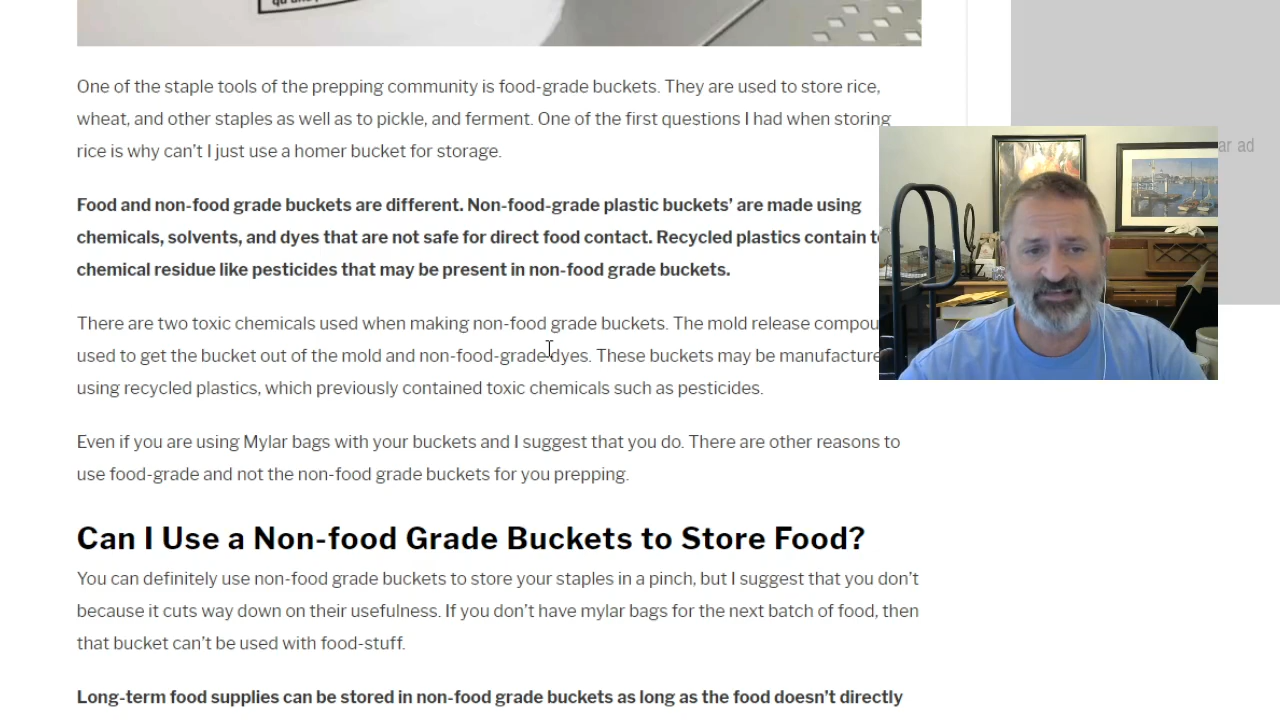 One of the staple tools of the prepping community is food-grade buckets. They are used to store rice,
wheat, and other staples as well as to pickle, and ferment. One of the first questions I had when storing
rice is why can't I just use a homer bucket for storage.
Food and non-food grade buckets are different. Non-food-grade plastic buckets' are made using
chemicals, solvents, and dyes that are not safe for direct food contact. Recycled plastics contain
chemical residue like pesticides that may be present in non-food grade buckets.
There are two toxic chemicals used when making non-food grade buckets. The mold release
used to get the bucket out of the mold and non-food-grade dyes. These buckets may be
using recycled plastics, which previously contained toxic chemicals such as pesticides.
Even if you are using Mylar bags with your buckets and I suggest that you do. There are other reasons to
use food-grade and not the non-food grade buckets for you prepping.
Can I Use a Non-food Grade Buckets to Store Food?
You can definitely use non-food grade buckets to store your staples in a pinch, but I suggest that you don't
because it cuts way down on their usefulness. If you don't have mylar bags for the next batch of food, then
that bucket can't be used with food-stuff.
Long-term food supplies can be stored in non-food grade buckets as long as the food doesn't directly
ad